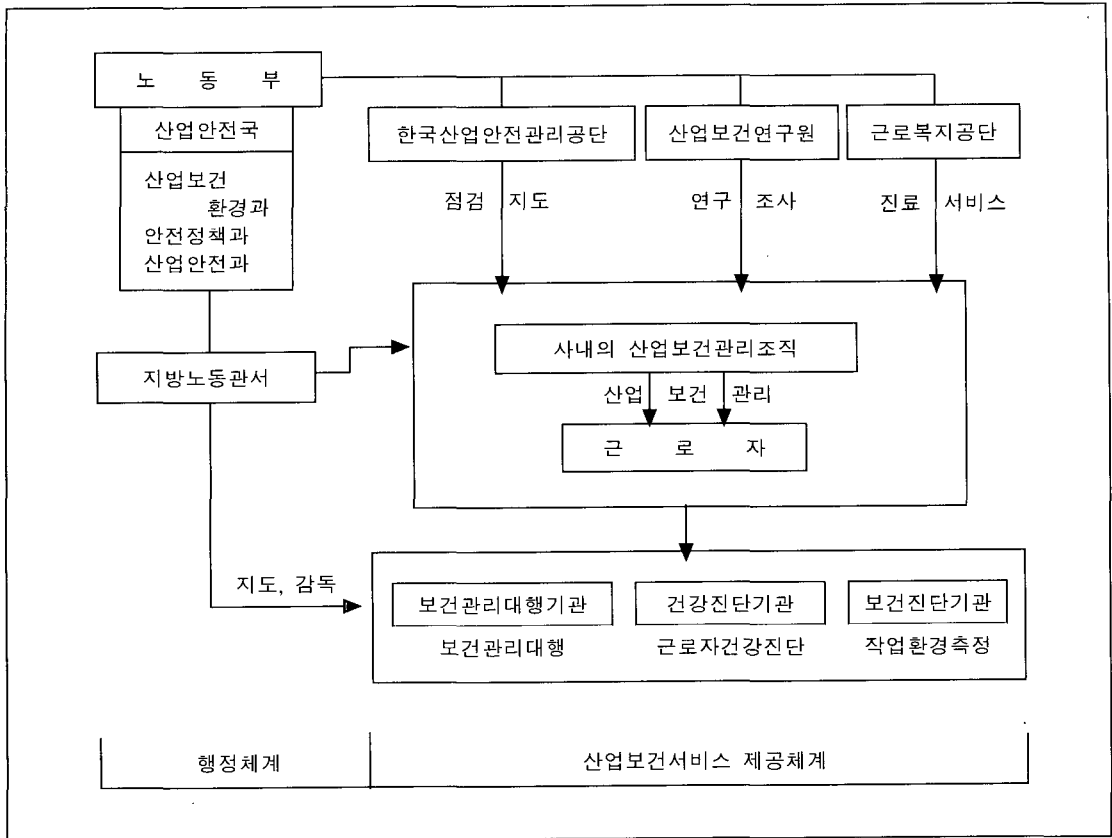 노 동 부
산업안전국
산업보건
환경과
안전정책과
산업안전과
지방노동관서
한국산업안전관리공단
산업보건연구원
근로복지공단
점검 지도
연구 조사
진료 서비스
사내의 산업보건관리조직
산업 보건 관리
근 로 자
지도, 감독
보건관리대행기관
건강진단기관
보건진단기관
보건관리대행
근로자건강진단
작업환경측정
행정체계
산업보건서비스 제공체계